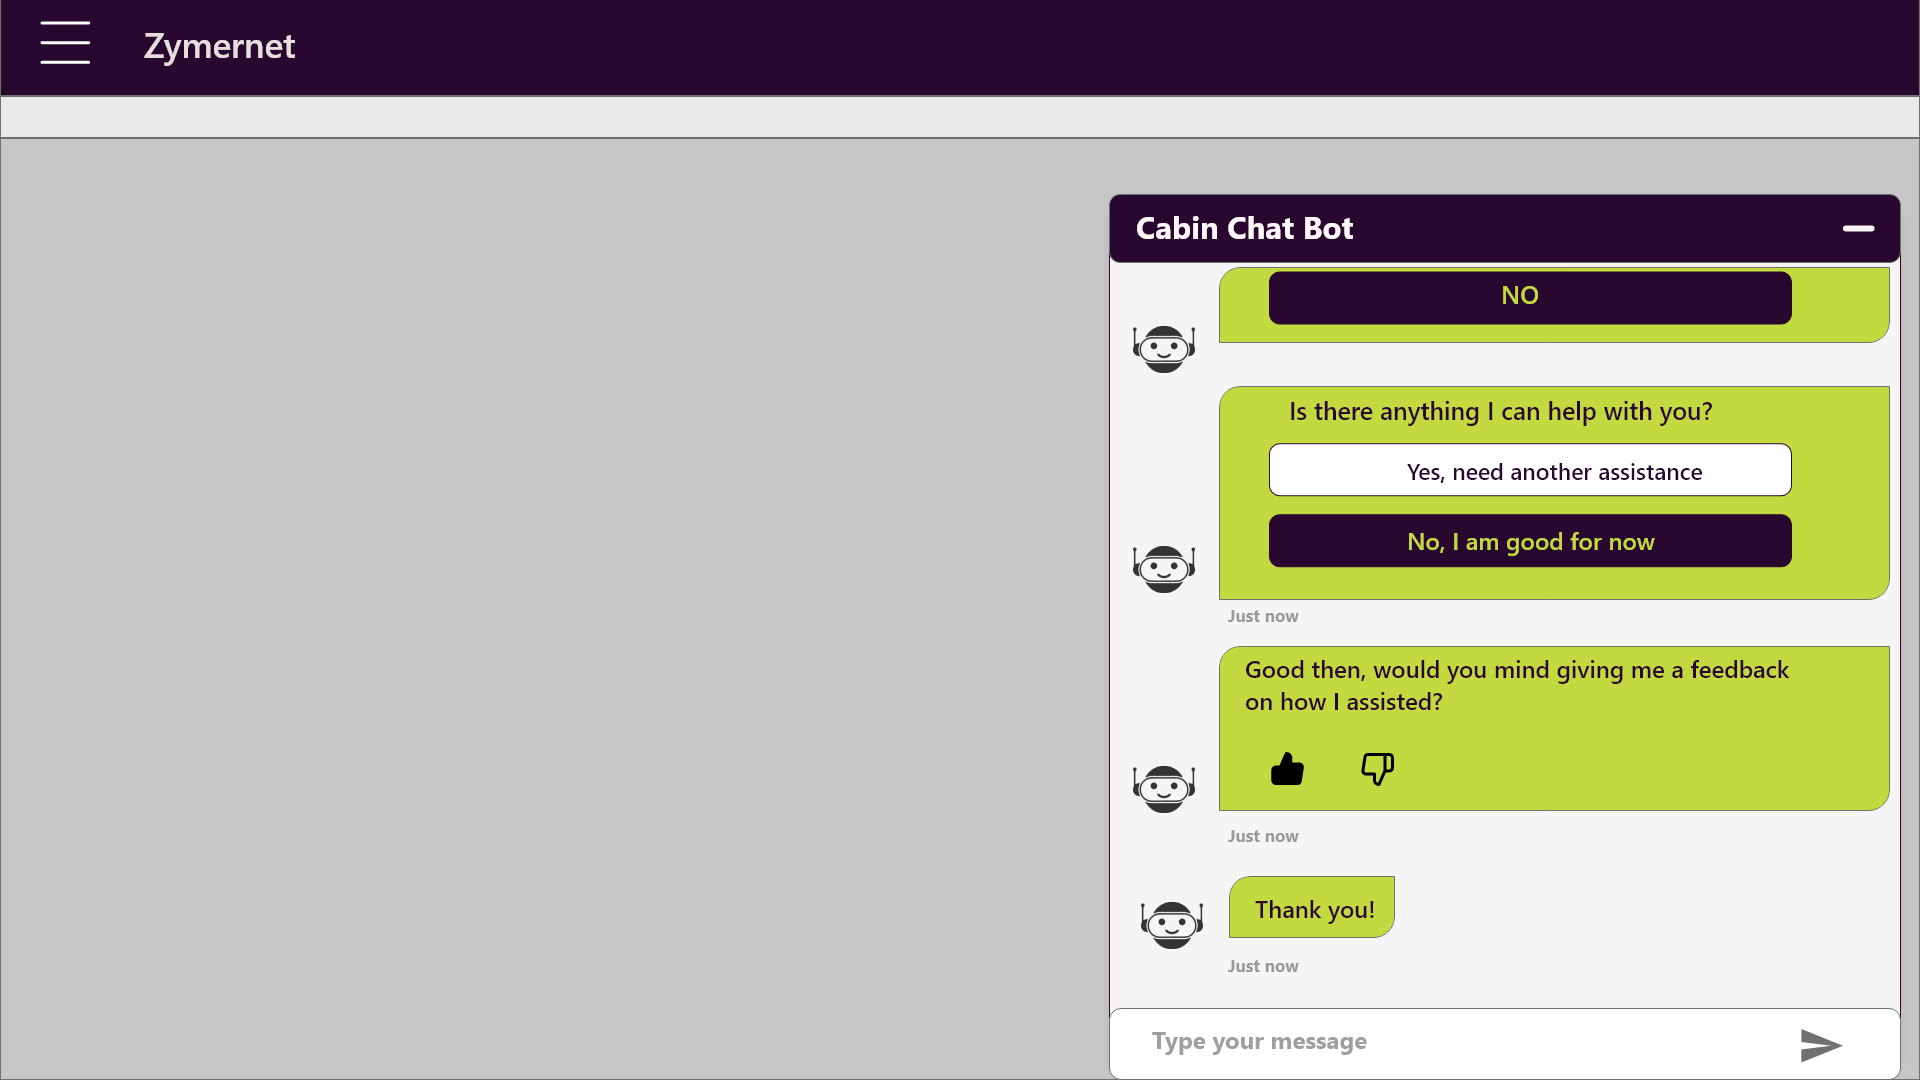 Zymernet
Cabin Chat Bot
NO
Is there anything I can help with you?
Yes, need another assistance
No, I am good for now
Just now
Good then, would you mind giving me a feedback
on how I assisted?
Just now
Thank you!
Just now
Type your message